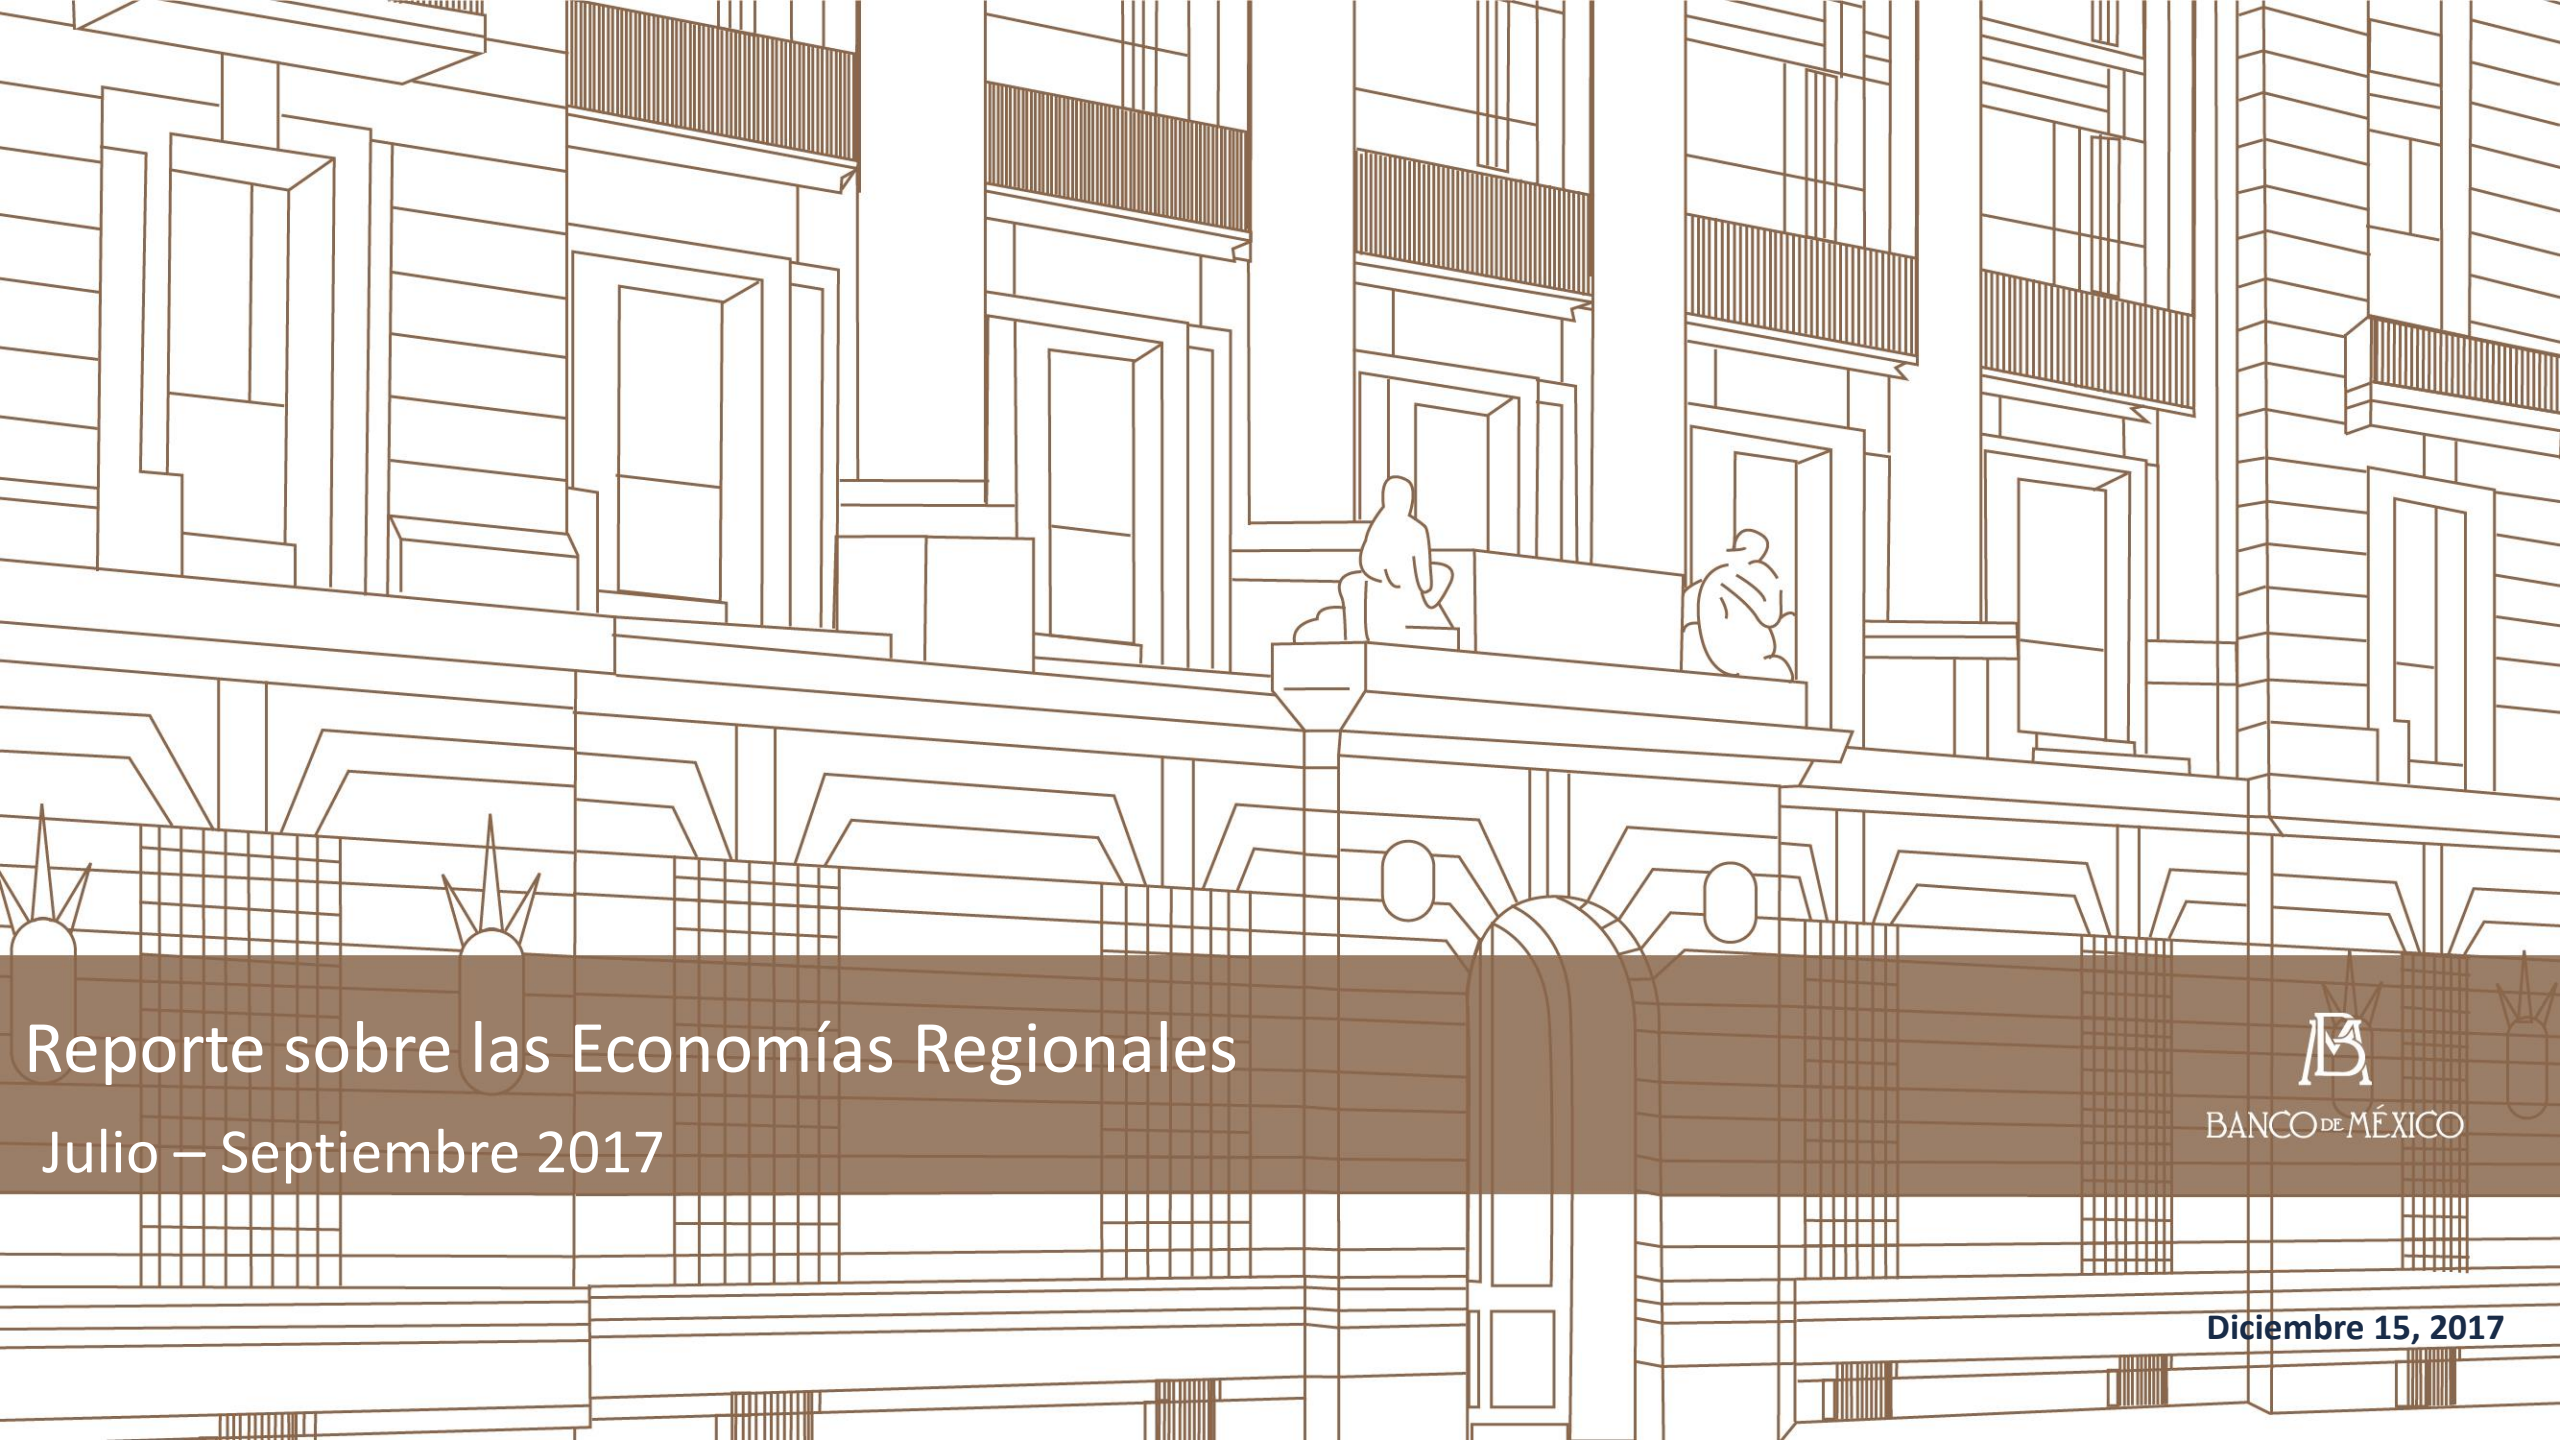 Reporte sobre las Economías Regionales
Julio – Septiembre 2017
BANCO DE MÉXICO
Diciembre 15, 2017